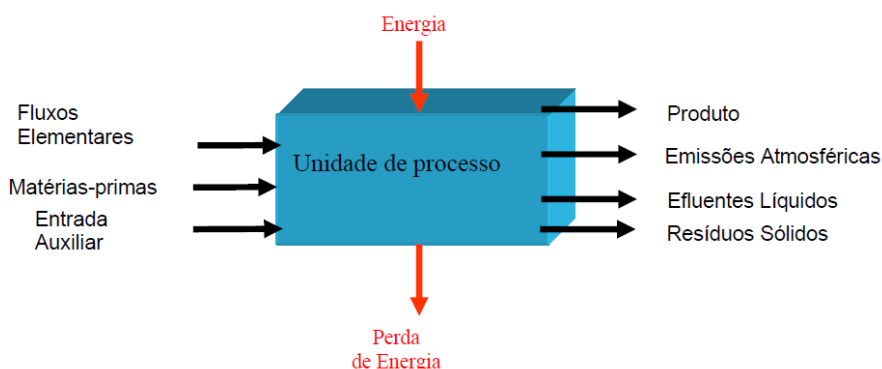 Energia
Fluxos
Elementares
Matérias-primas
Entrada
Auxiliar
Unidade de processo
Produto
Emissões Atmosféricas
Efluentes Líquidos
Resíduos Sólidos
Perda
de Energia